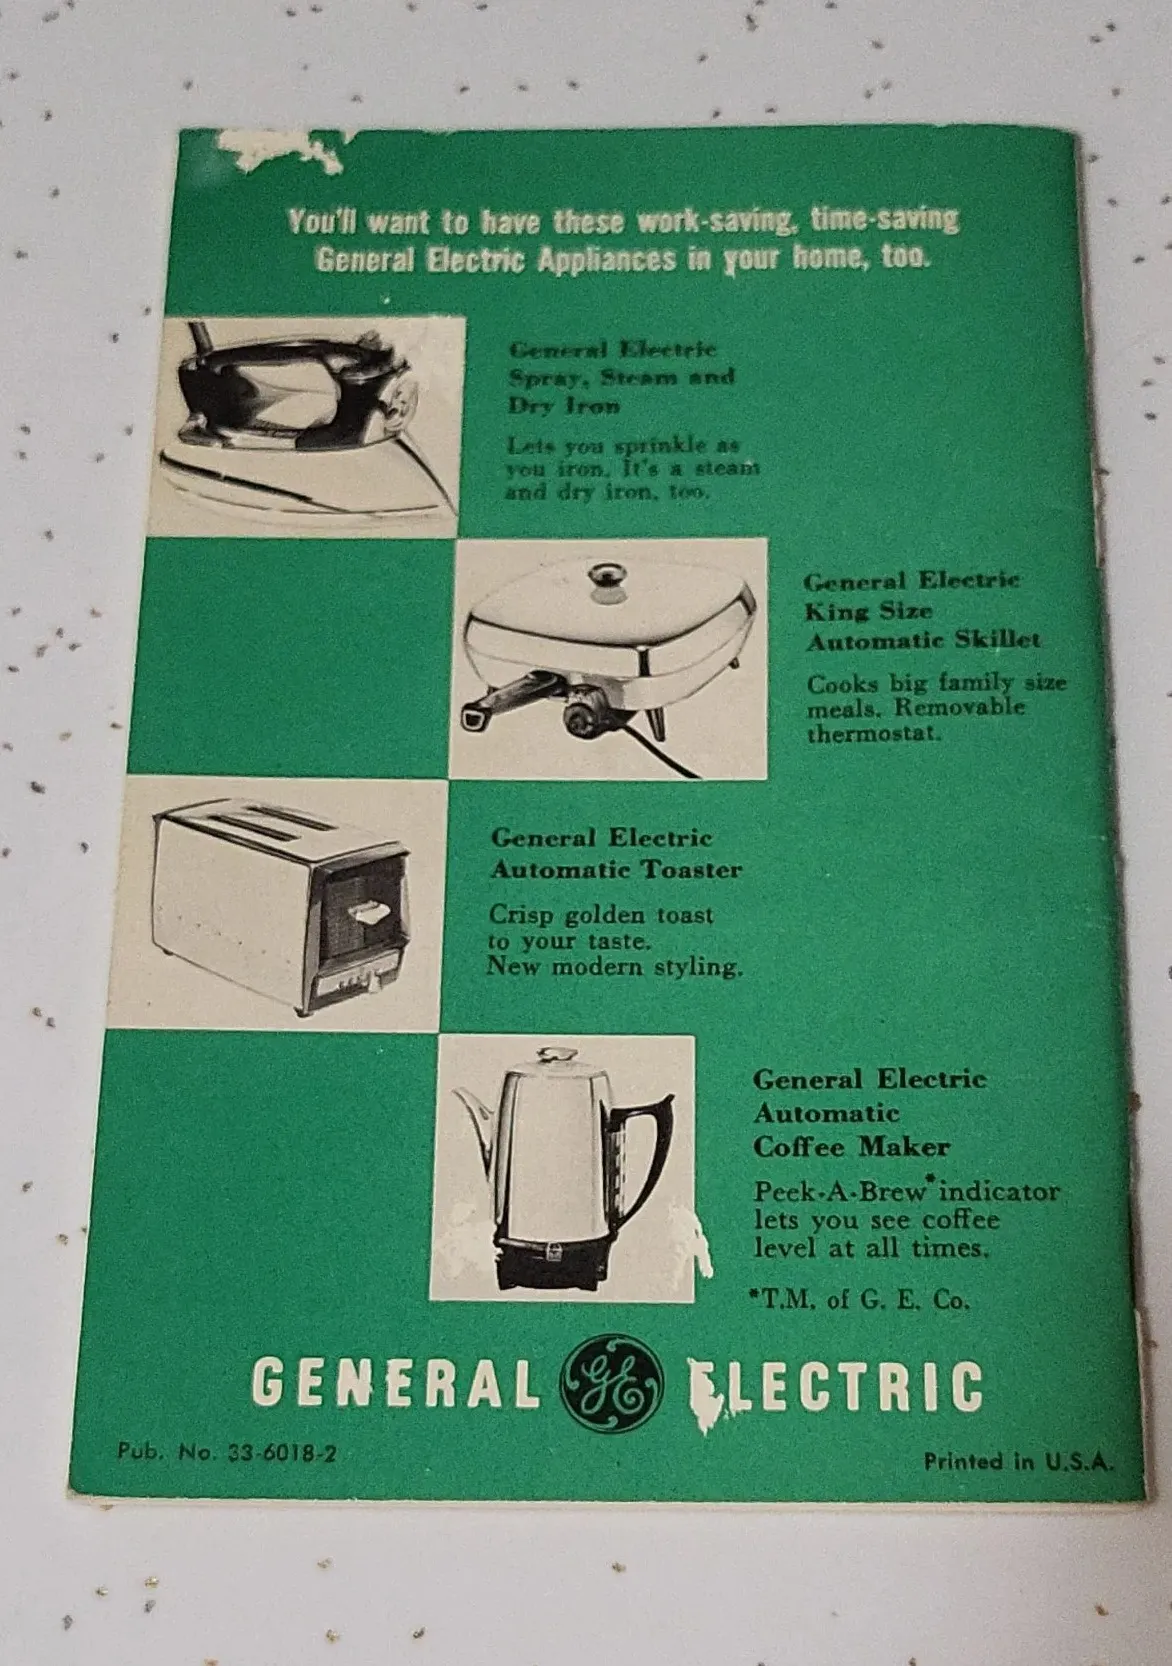 You'll want to have these work-saving, time-saving
General Electric Appliances in your home, too.
General Electric
Spray, Steam and
Dry Iron
Lets you sprinkle as
you iron. It's a steam
and dry iron, too.
General Electric
King Size
Automatic Skillet
Cooks big family size
meals. Removable
thermostat.
General Electric
Automatic Toaster
Crisp golden toast
to your taste.
New modern styling.
General Electric
Automatic
Coffee Maker
Peek-A-Brew* indicator
lets you see coffee
level at all times.
*T.M. of G. E. Co.
GENERAL GE ELECTRIC
Pub. No. 33-6018-2
Printed in U.S.A.